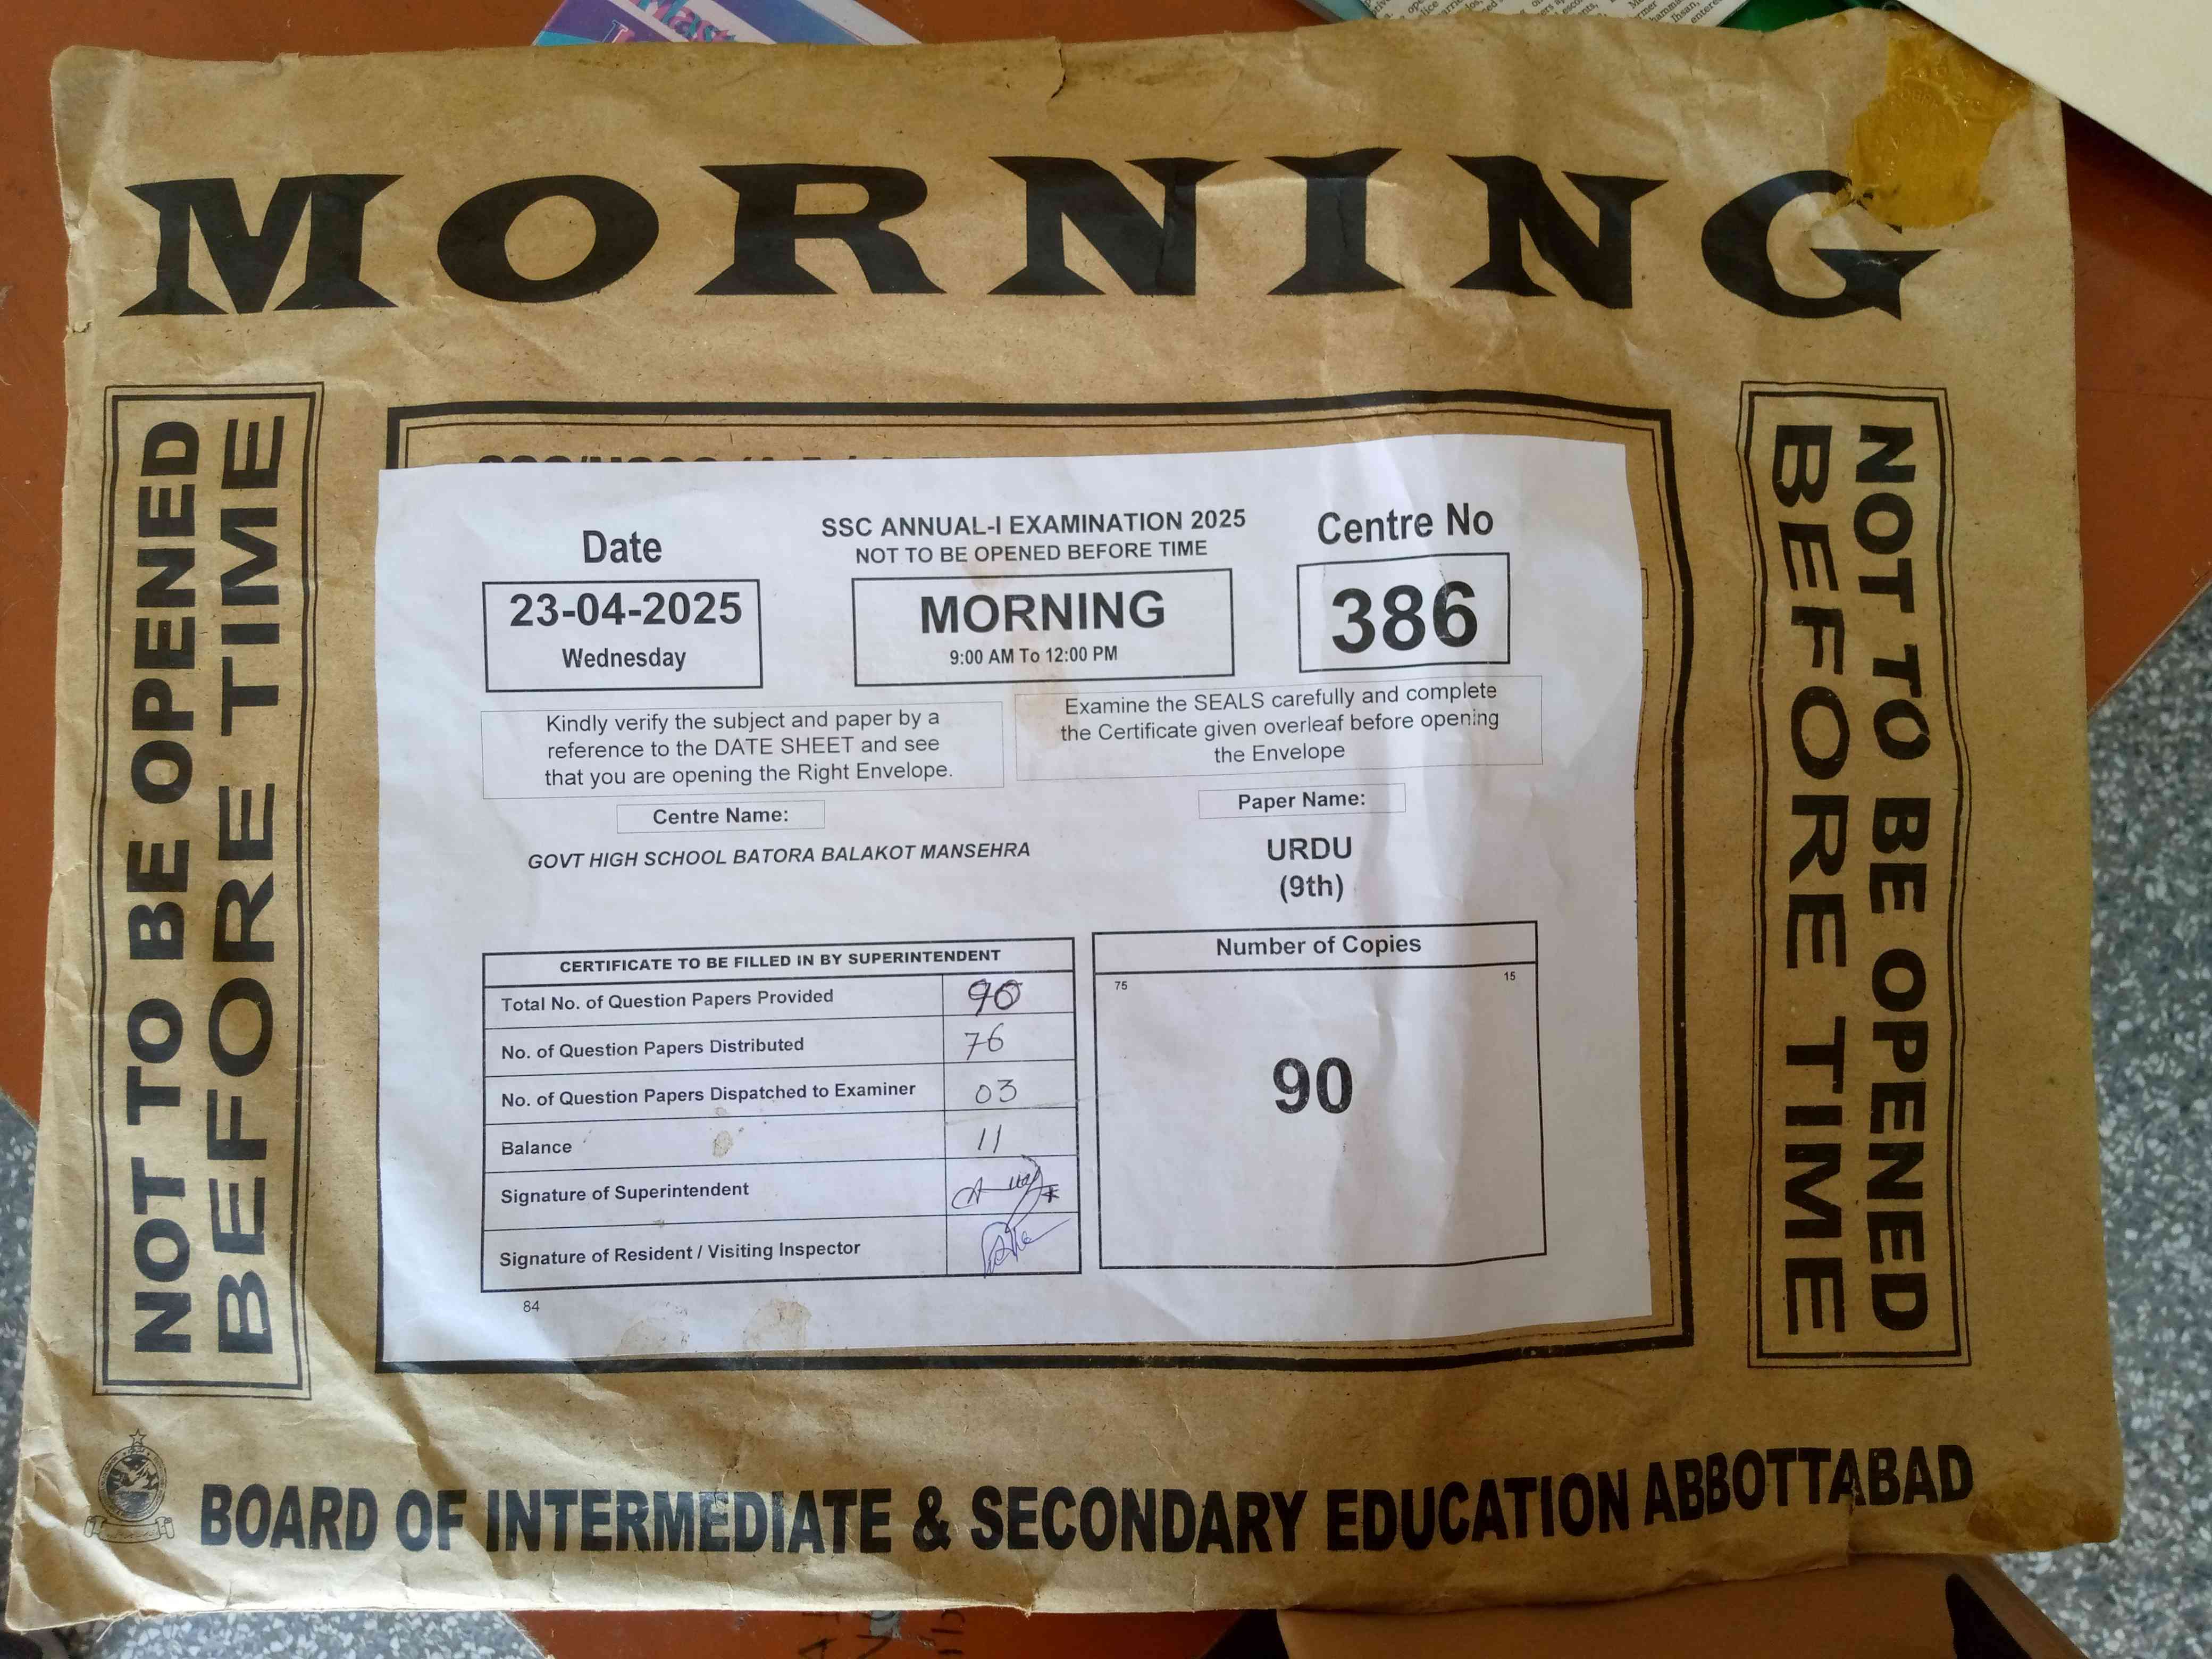 MORNING
NOT TO BE OPENED
BEFORE TIME
SSC ANNUAL-I EXAMINATION 2025
NOT TO BE OPENED BEFORE TIME
Date
23-04-2025
Wednesday
MORNING
9:00 AM To 12:00 PM
Centre No
386
Kindly verify the subject and paper by a
reference to the DATE SHEET and see
that you are opening the Right Envelope.
Examine the SEALS carefully and complete
the Certificate given overleaf before opening
the Envelope
Centre Name:
GOVT HIGH SCHOOL BATORA BALAKOT MANSEHRA
Paper Name:
URDU
(9th)
CERTIFICATE TO BE FILLED IN BY SUPERINTENDENT
Total No. of Question Papers Provided 90
No. of Question Papers Distributed 76
No. of Question Papers Dispatched to Examiner 03
Balance 11
Signature of Superintendent
Signature of Resident / Visiting Inspector
84
Number of Copies
75 15
90
NOT TO BE OPENED
BEFORE TIME
BOARD OF INTERMEDIATE & SECONDARY EDUCATION ABBOTTABAD